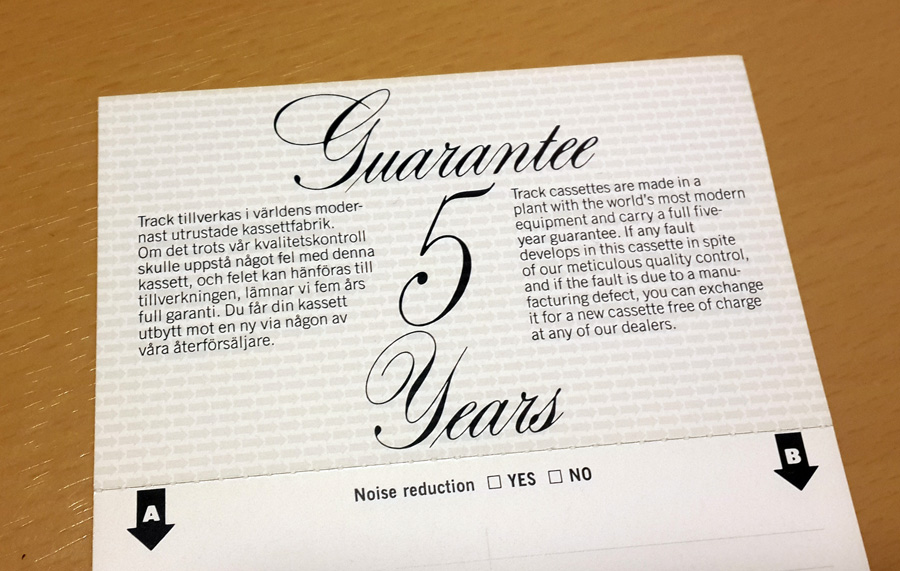 Guarantee
5
Years
Track tillverkas i världens moder-
nast utrustade kassettfabrik.
Om det trots vår kvalitetskontroll
skulle uppstå något fel med denna
kassett, och felet kan hänföras till
tillverkningen, lämnar vi fem års
full garanti. Du får din kassett
utbytt mot en ny via någon av
våra återförsäljare.
Track cassettes are made in a
plant with the world's most modern
equipment and carry a full five-
year guarantee. If any fault
develops in this cassette in spite
of our meticulous quality control,
and if the fault is due to a manu-
facturing defect, you can exchange
it for a new cassette free of charge
at any of our dealers.
A
Noise reduction □ YES □ NO
B